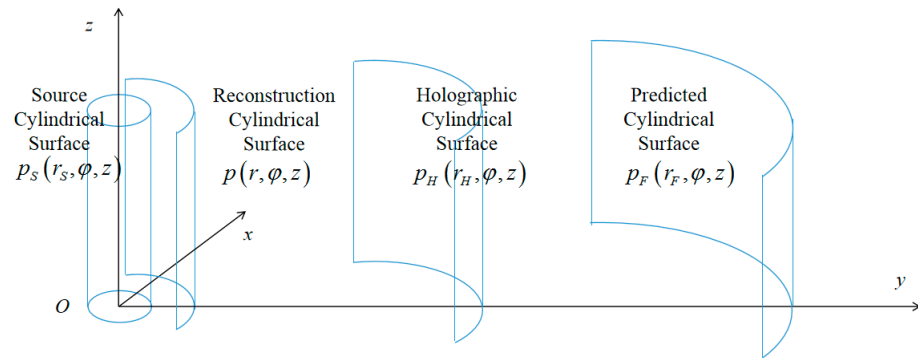 z
Source
Cylindrical
Surface
p_S(r_S,φ,z)
Reconstruction
Cylindrical
Surface
p(r,φ,z)
Holographic
Cylindrical
Surface
p_H(r_H,φ,z)
Predicted
Cylindrical
Surface
p_F(r_F,φ,z)
x
O
y